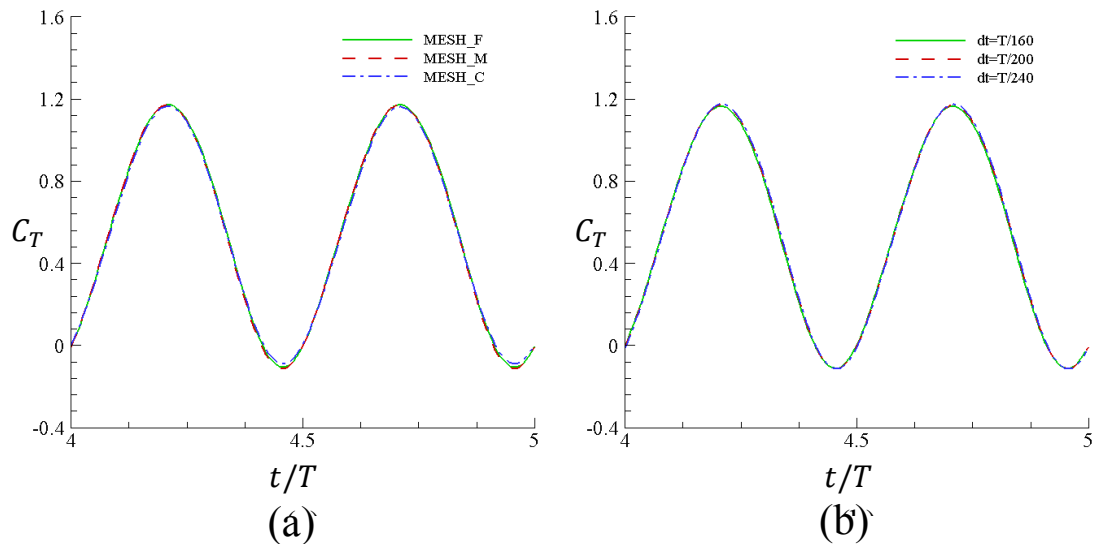 1.6
MESH_F
MESH_M
MESH_C
1.2
0.8
C_T
0.4
0
-0.4
4
4.5
5
t/T
(a)
1.6
dt=T/160
dt=T/200
dt=T/240
1.2
0.8
C_T
0.4
0
-0.4
4
4.5
5
t/T
(b)